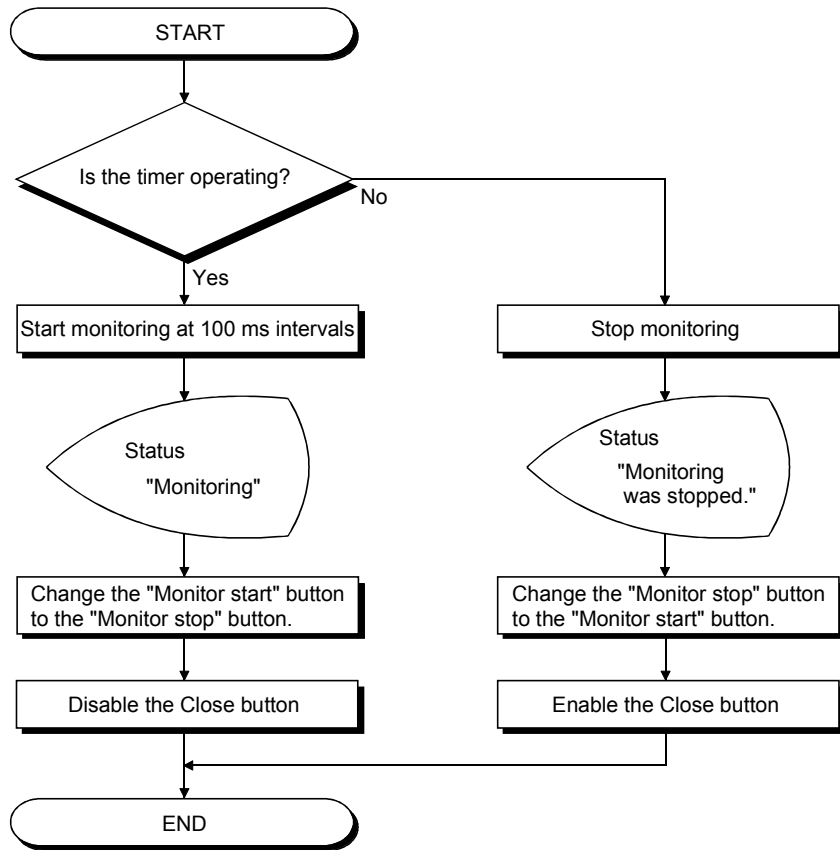 START
Is the timer operating?
No
Yes
Start monitoring at 100 ms intervals
Stop monitoring
Status
"Monitoring"
Status
"Monitoring
was stopped."
Change the "Monitor start" button
to the "Monitor stop" button.
Change the "Monitor stop" button
to the "Monitor start" button.
Disable the Close button
Enable the Close button
END